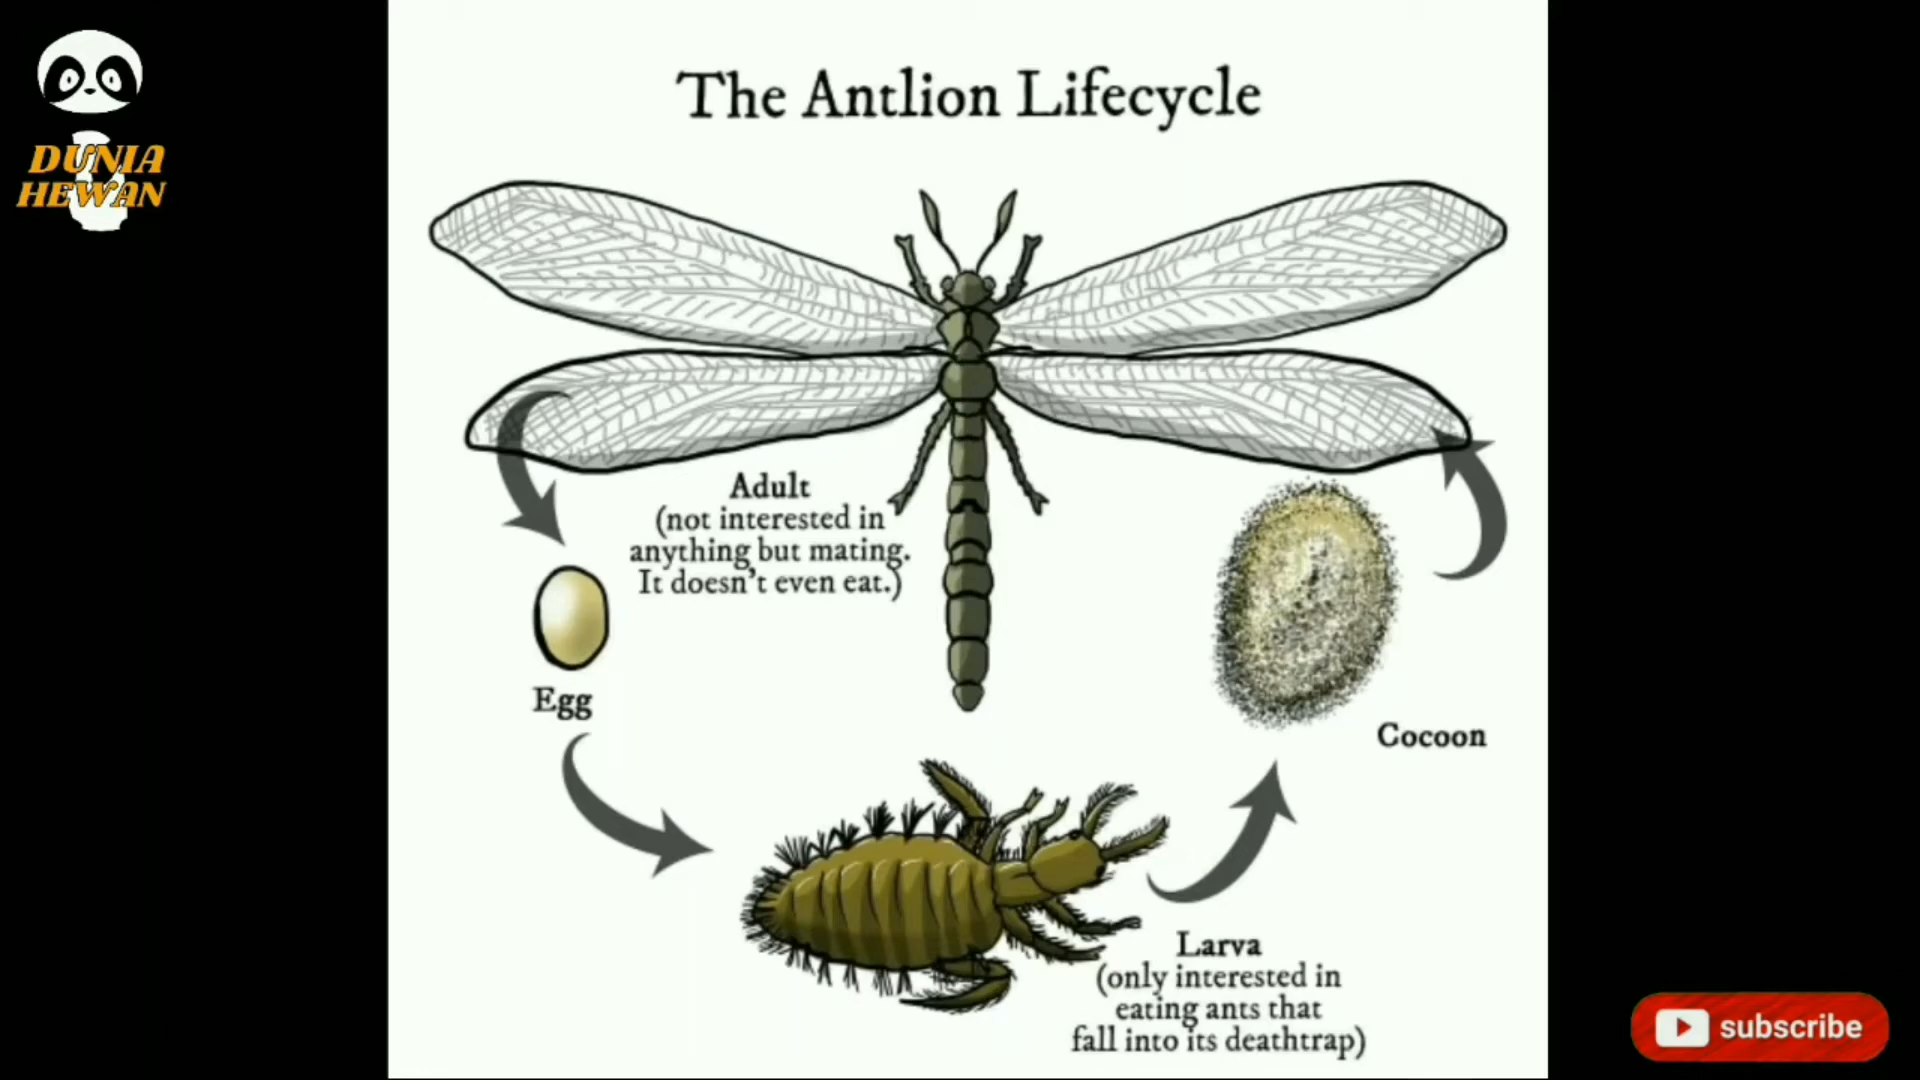 DUNIA
HEWAN
The Antlion Lifecycle
Adult
(not interested in
anything but mating.
It doesn't even eat.)
Egg
Cocoon
Larva
(only interested in
eating ants that
fall into its deathtrap)
subscribe